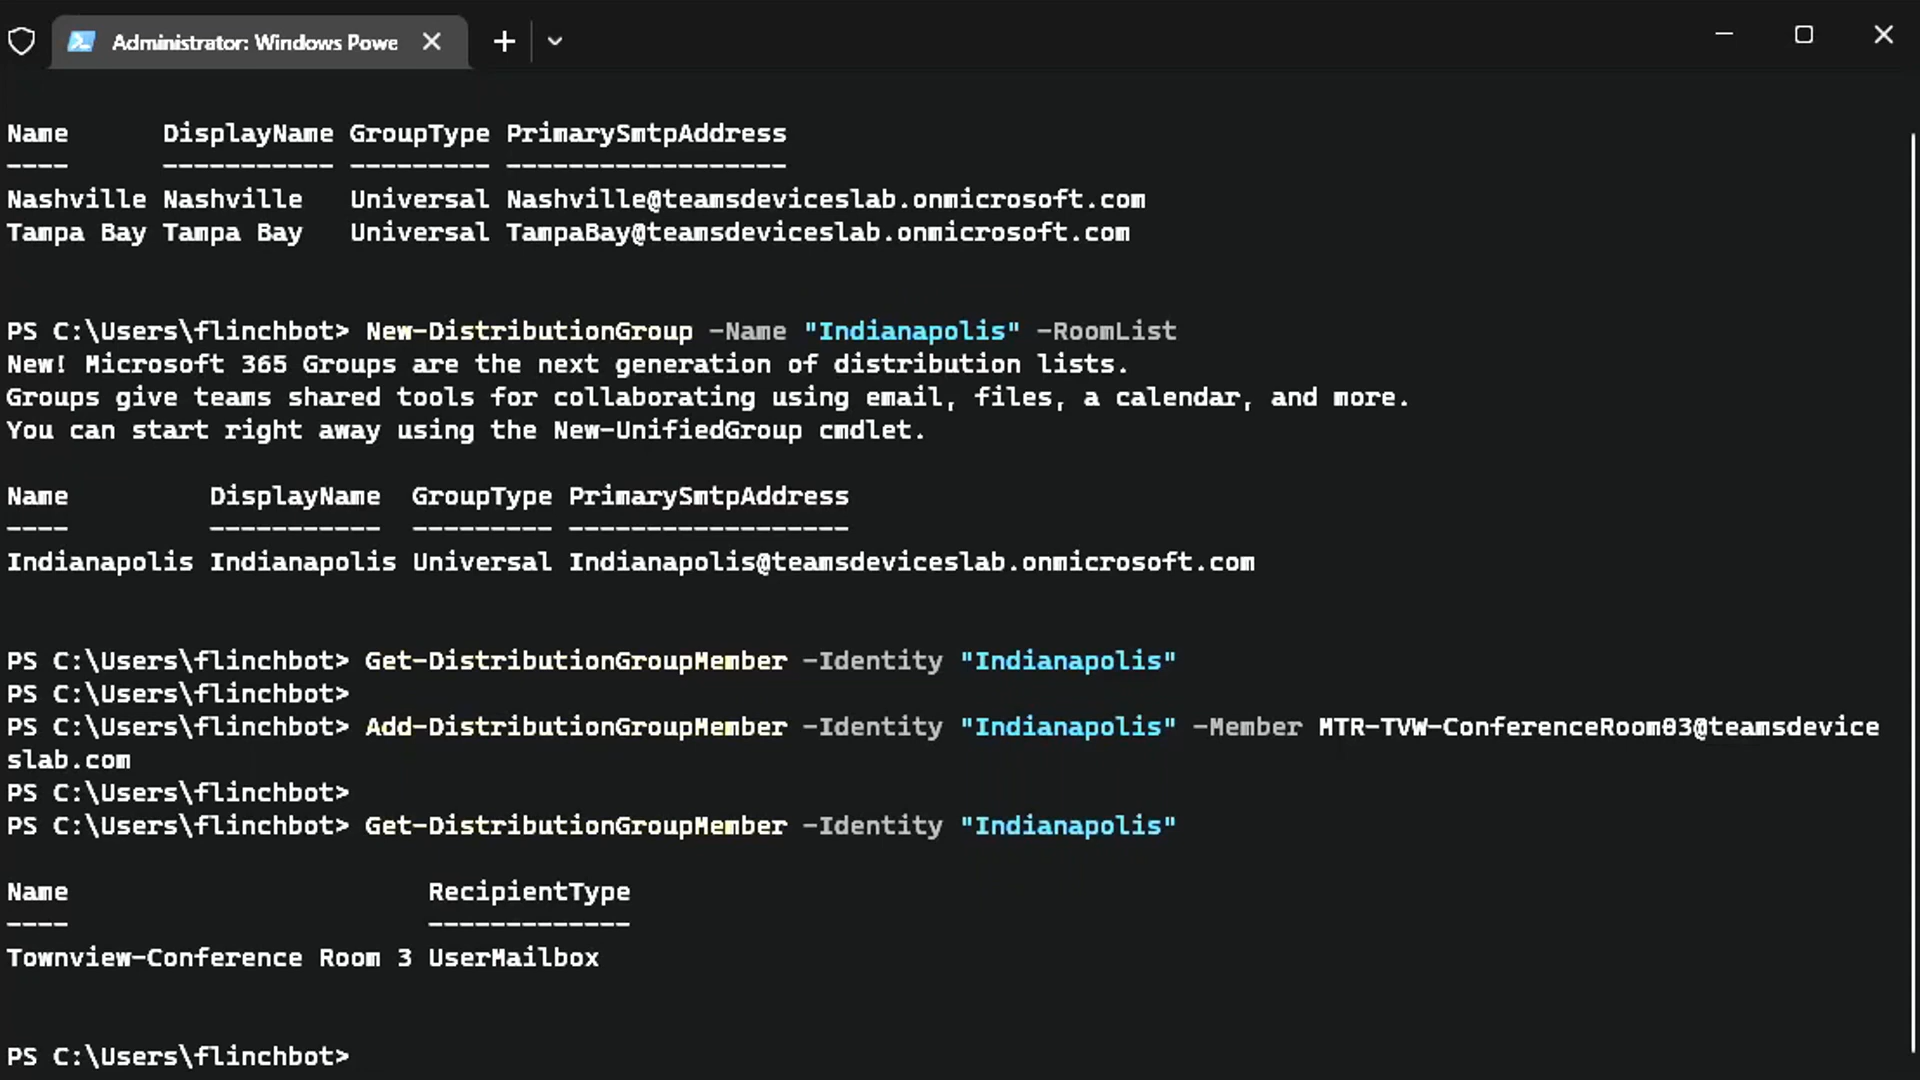 Administrator: Windows Powe
Name      DisplayName GroupType PrimarySmtpAddress
----      ----------- --------- ------------------
Nashville Nashville   Universal Nashville@teamsdeviceslab.onmicrosoft.com
Tampa Bay Tampa Bay   Universal TampaBay@teamsdeviceslab.onmicrosoft.com
PS C:\Users\flinchbot> New-DistributionGroup -Name "Indianapolis" -RoomList
New! Microsoft 365 Groups are the next generation of distribution lists.
Groups give teams shared tools for collaborating using email, files, a calendar, and more.
You can start right away using the New-UnifiedGroup cmdlet.
Name         DisplayName  GroupType PrimarySmtpAddress
----         -----------  --------- ------------------
Indianapolis Indianapolis Universal Indianapolis@teamsdeviceslab.onmicrosoft.com
PS C:\Users\flinchbot> Get-DistributionGroupMember -Identity "Indianapolis"
PS C:\Users\flinchbot>
PS C:\Users\flinchbot> Add-DistributionGroupMember -Identity "Indianapolis" -Member MTR-TVW-ConferenceRoom03@teamsdevice
slab.com
PS C:\Users\flinchbot>
PS C:\Users\flinchbot> Get-DistributionGroupMember -Identity "Indianapolis"
Name                       RecipientType
----                       -------------
Townview-Conference Room 3 UserMailbox
PS C:\Users\flinchbot>